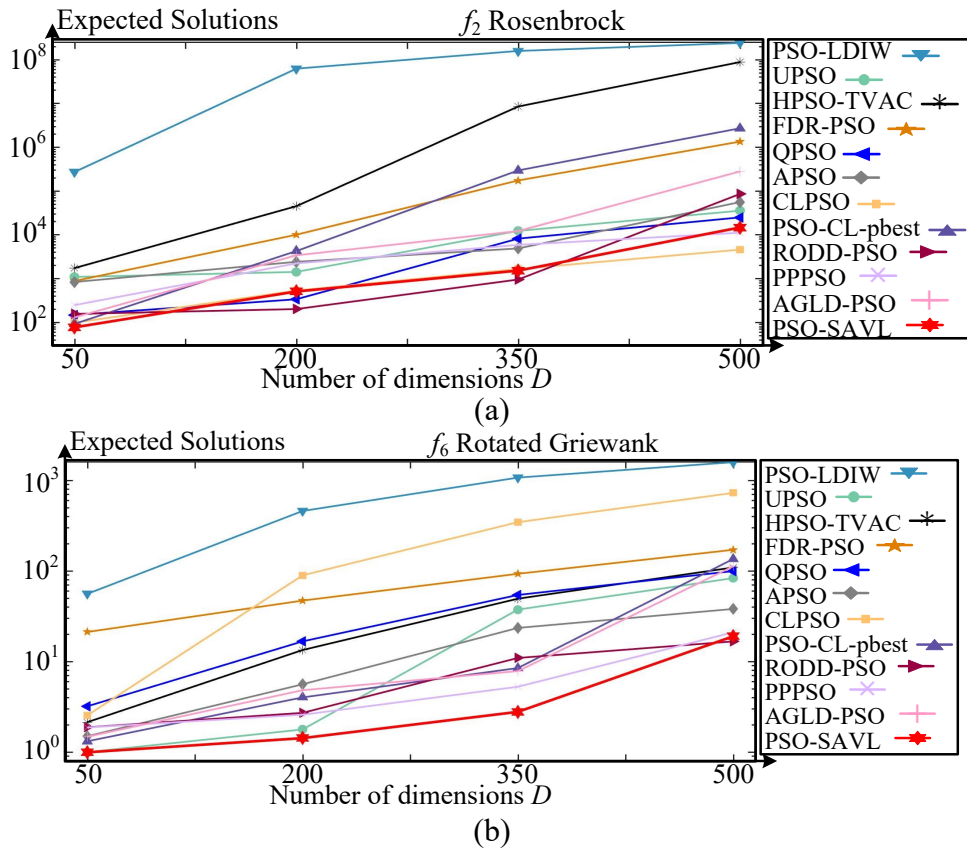 Expected Solutions f2 Rosenbrock
10^8
10^6
10^4
10^2
50 200 350 500
Number of dimensions D
PSO-LDIW
UPSO
HPSO-TVAC
FDR-PSO
QPSO
APSO
CLPSO
PSO-CL-pbest
RODD-PSO
PPPSO
AGLD-PSO
PSO-SAVL
(a)
Expected Solutions f6 Rotated Griewank
10^3
10^2
10^1
10^0
50 200 350 500
Number of dimensions D
PSO-LDIW
UPSO
HPSO-TVAC
FDR-PSO
QPSO
APSO
CLPSO
PSO-CL-pbest
RODD-PSO
PPPSO
AGLD-PSO
PSO-SAVL
(b)